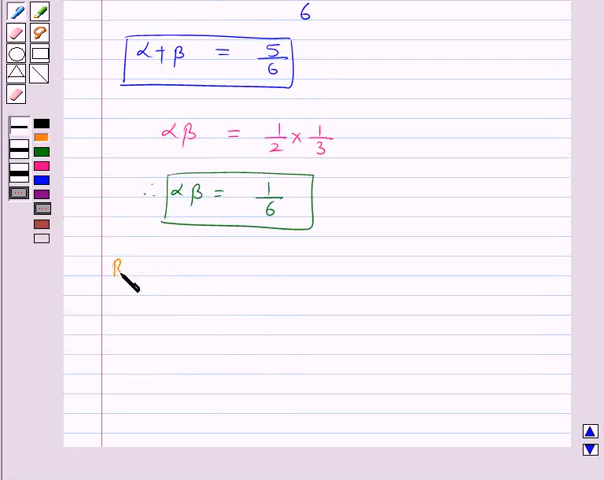 6
α+β = 5/6
αβ = 1/2 × 1/3
∴ αβ = 1/6